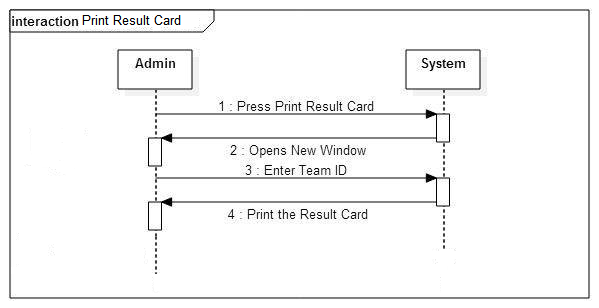 interaction Print Result Card
Admin
System
1 : Press Print Result Card
2 : Opens New Window
3 : Enter Team ID
4 : Print the Result Card